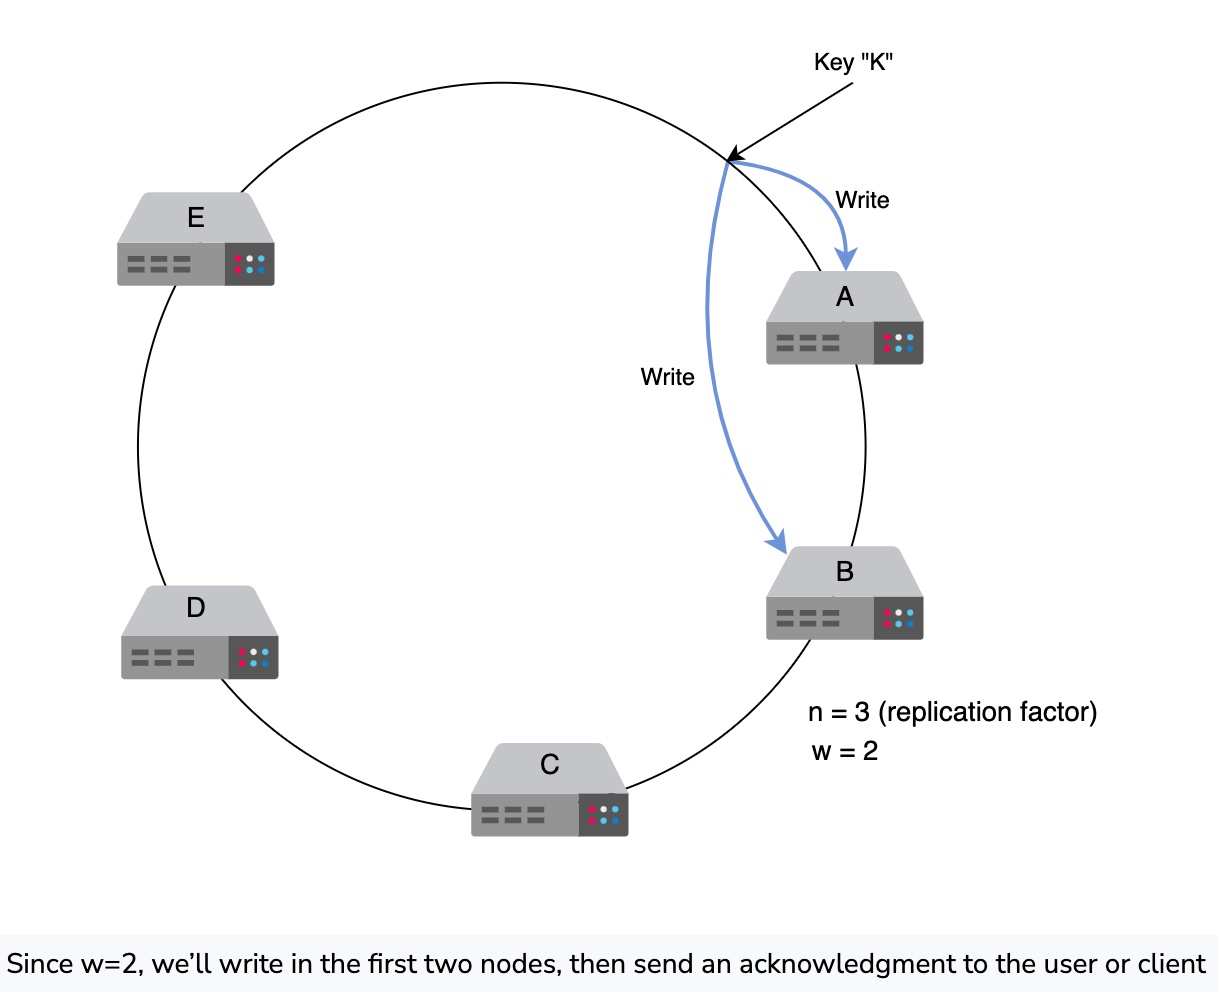 Key "K"
Write
E
A
Write
B
D
n = 3 (replication factor)
w = 2
C
Since w=2, we’ll write in the first two nodes, then send an acknowledgment to the user or client